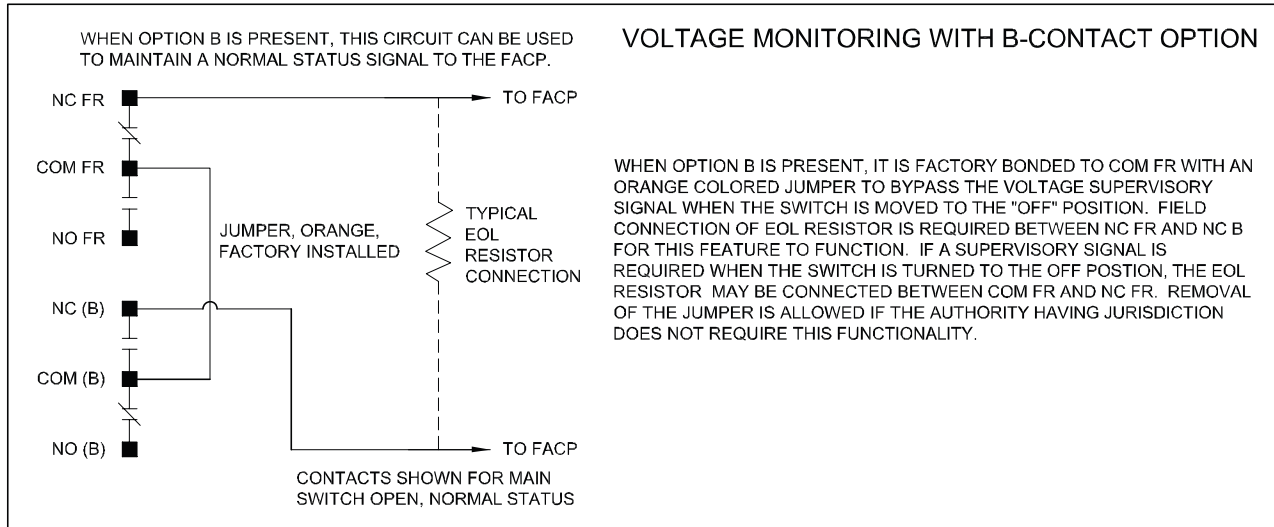 WHEN OPTION B IS PRESENT, THIS CIRCUIT CAN BE USED
TO MAINTAIN A NORMAL STATUS SIGNAL TO THE FACP.
VOLTAGE MONITORING WITH B-CONTACT OPTION
NC FR
TO FACP
COM FR
NO FR
JUMPER, ORANGE,
FACTORY INSTALLED
TYPICAL
EOL
RESISTOR
CONNECTION
NC (B)
COM (B)
NO (B)
TO FACP
CONTACTS SHOWN FOR MAIN
SWITCH OPEN, NORMAL STATUS
WHEN OPTION B IS PRESENT, IT IS FACTORY BONDED TO COM FR WITH AN
ORANGE COLORED JUMPER TO BYPASS THE VOLTAGE SUPERVISORY
SIGNAL WHEN THE SWITCH IS MOVED TO THE "OFF" POSITION. FIELD
CONNECTION OF EOL RESISTOR IS REQUIRED BETWEEN NC FR AND NC B
FOR THIS FEATURE TO FUNCTION. IF A SUPERVISORY SIGNAL IS
REQUIRED WHEN THE SWITCH IS TURNED TO THE OFF POSTION, THE EOL
RESISTOR MAY BE CONNECTED BETWEEN COM FR AND NC FR. REMOVAL
OF THE JUMPER IS ALLOWED IF THE AUTHORITY HAVING JURISDICTION
DOES NOT REQUIRE THIS FUNCTIONALITY.